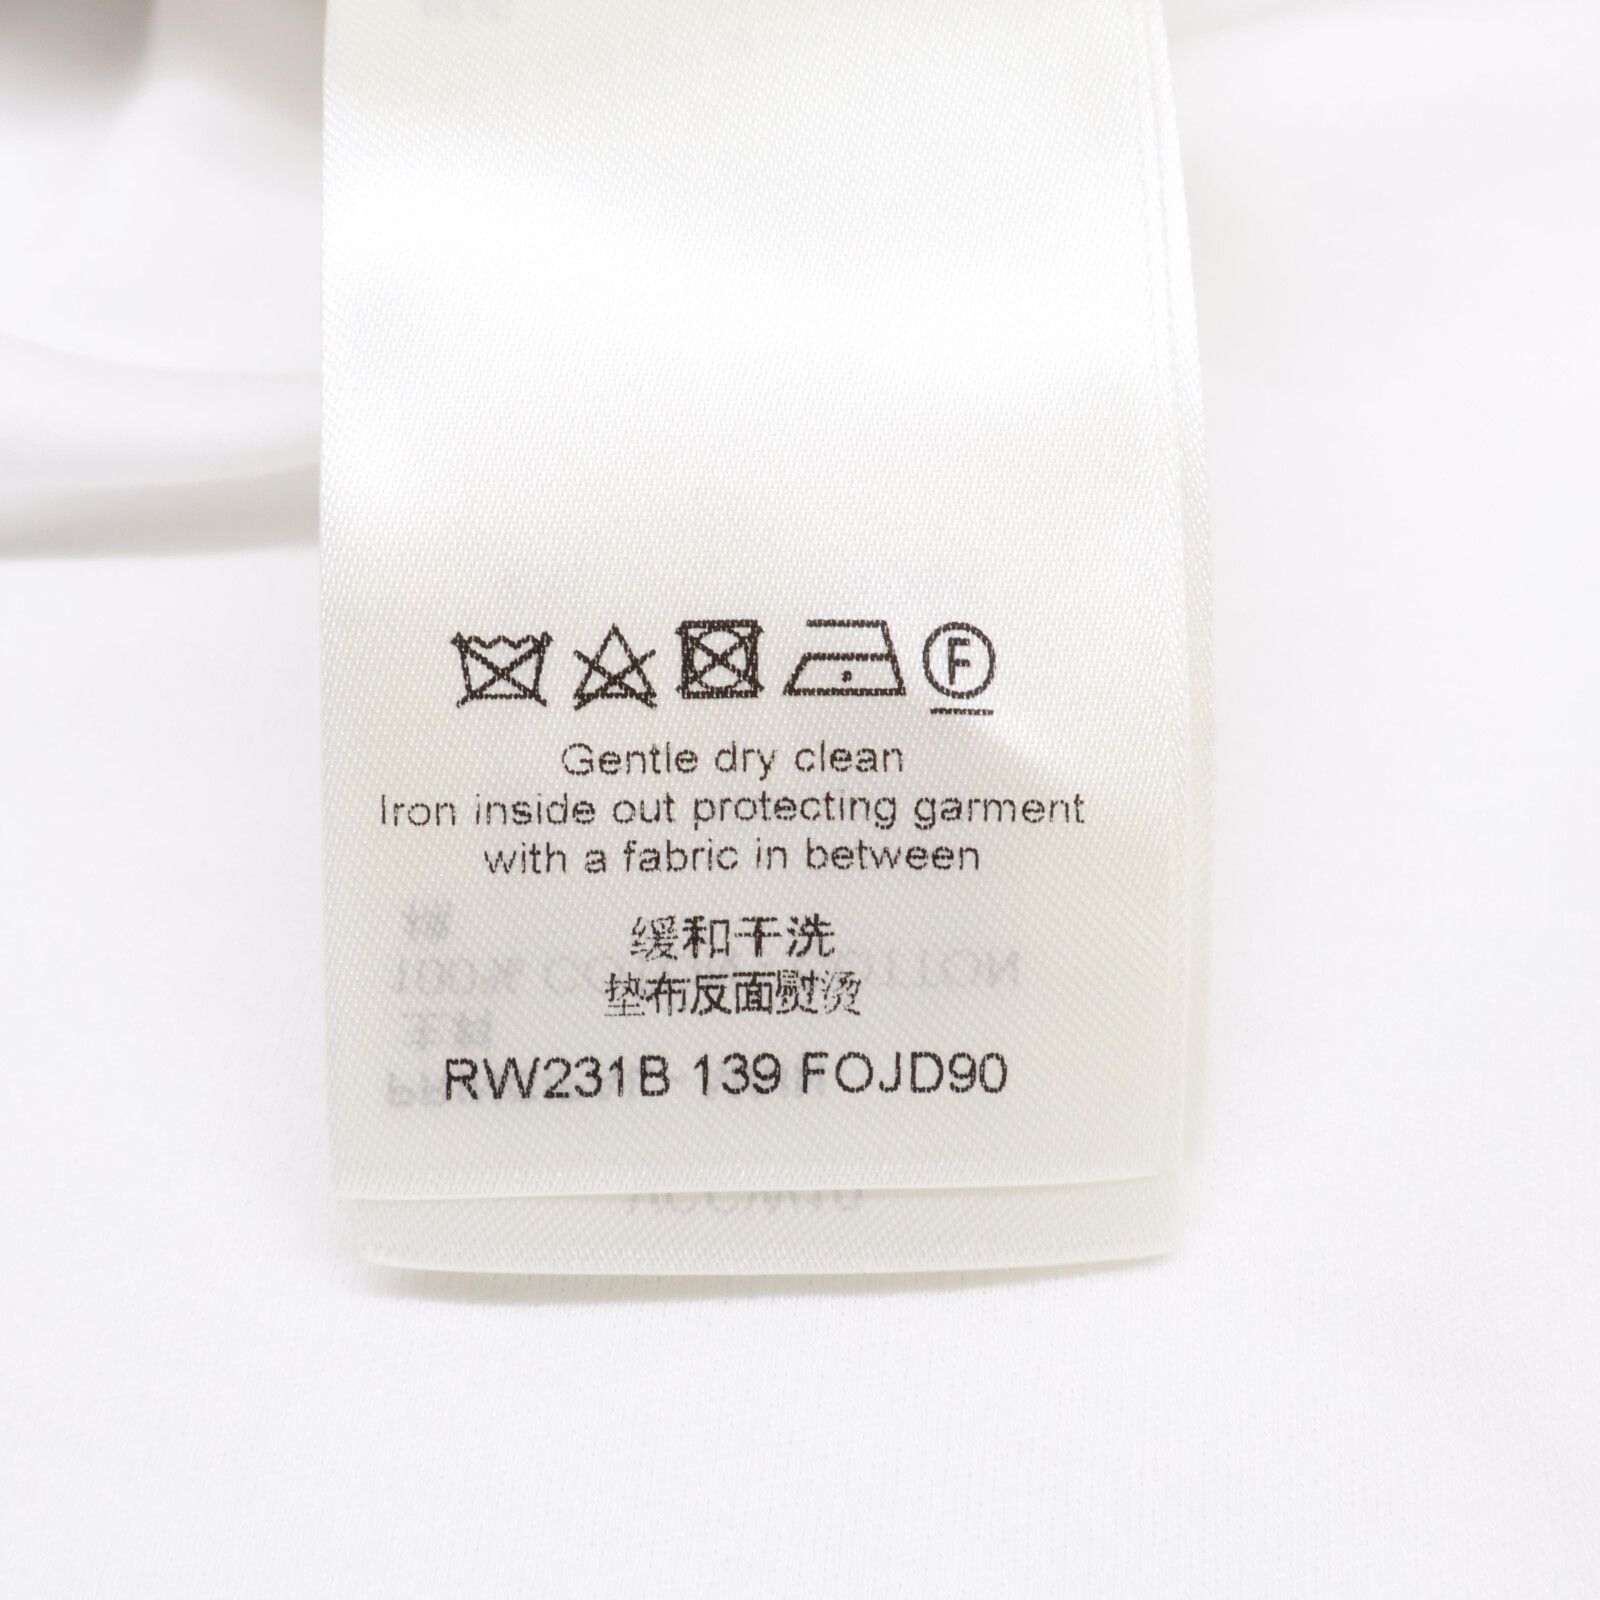 F
Gentle dry clean
Iron inside out protecting garment
with a fabric in between
缓和干洗
垫布反面熨烫
RW231B 139 FOJD90